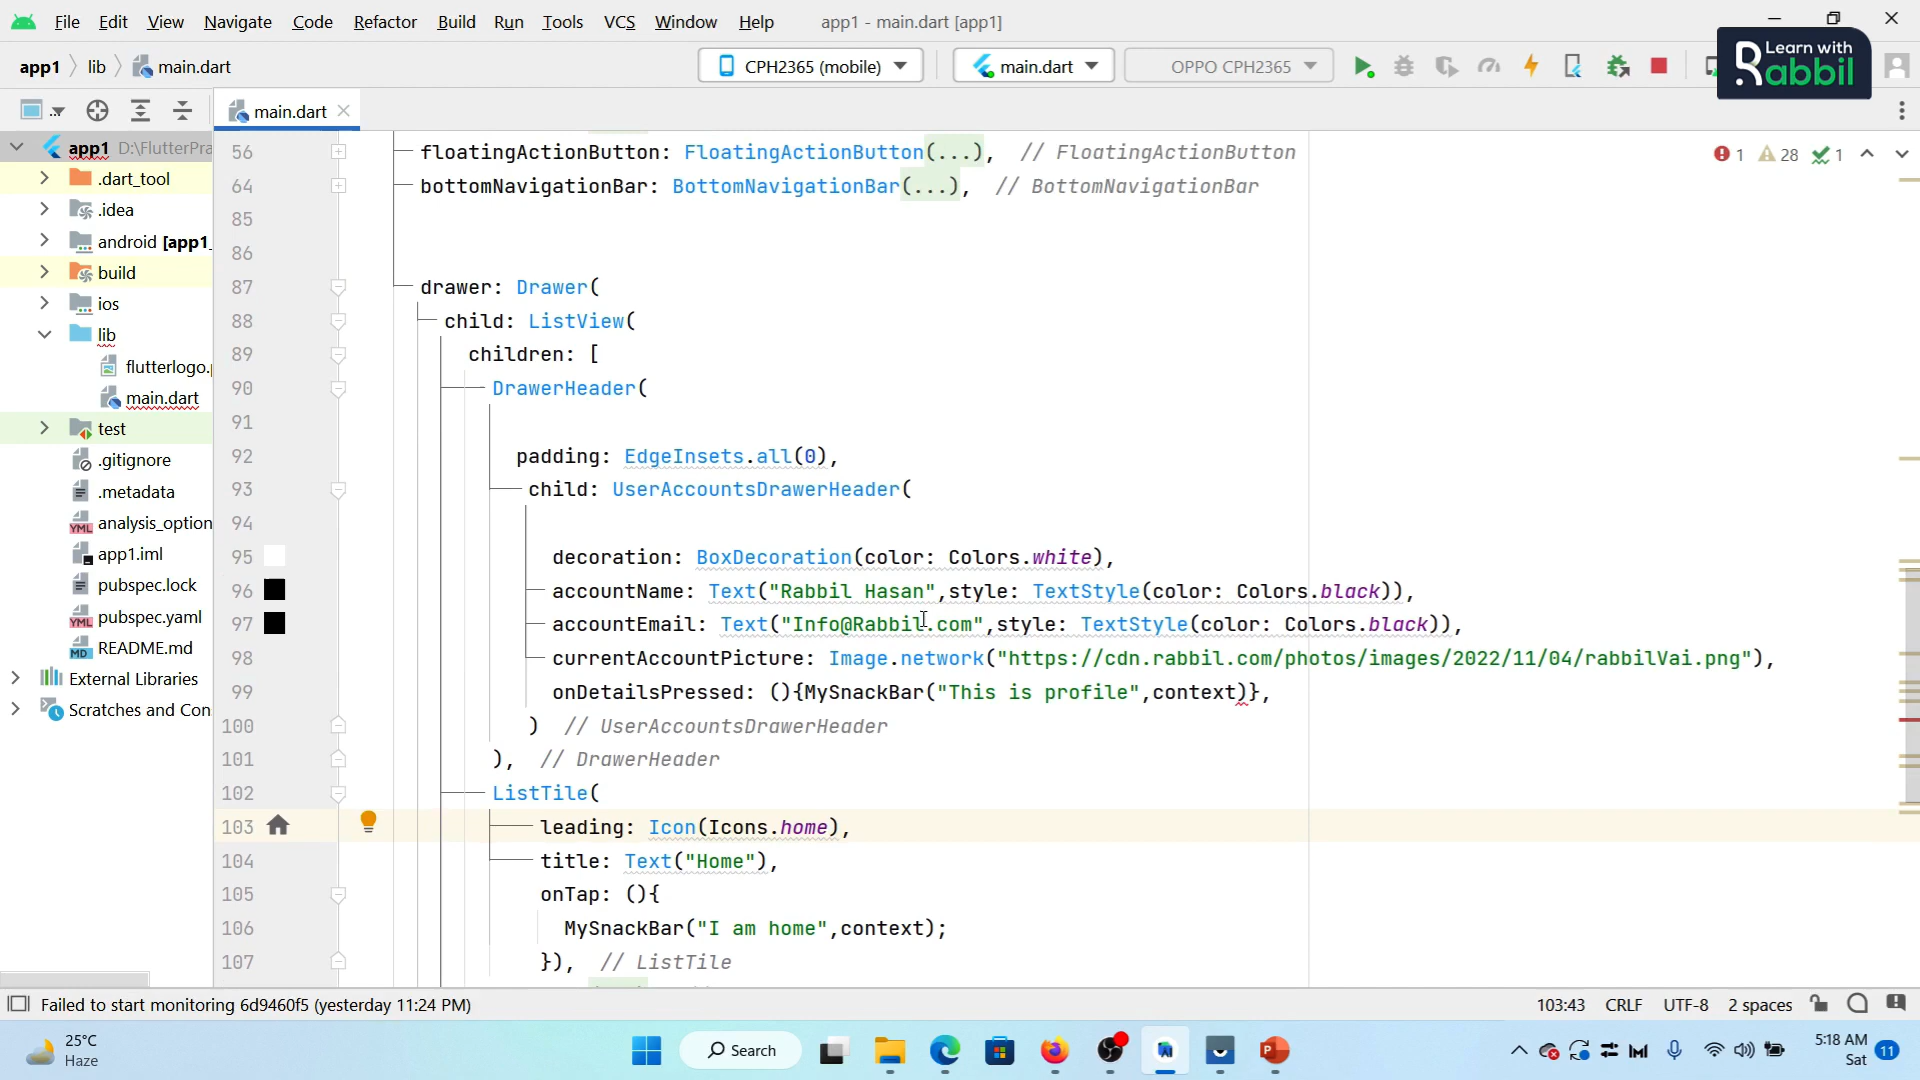 File Edit View Navigate Code Refactor Build Run Tools VCS Window Help app1 - main.dart [app1]
Learn with
Rabbil
app1 lib main.dart CPH2365 (mobile) main.dart OPPO CPH2365
main.dart
app1 D:\FlutterPra
.dart_tool
.idea
android [app1_
build
ios
lib
flutterlogo.p
main.dart
test
.gitignore
.metadata
analysis_option
app1.iml
pubspec.lock
pubspec.yaml
README.md
External Libraries
Scratches and Con
1 28 1
56 floatingActionButton: FloatingActionButton(...), // FloatingActionButton
64 bottomNavigationBar: BottomNavigationBar(...), // BottomNavigationBar
85
86
87 drawer: Drawer(
88 child: ListView(
89 children: [
90 DrawerHeader(
91
92 padding: EdgeInsets.all(0),
93 child: UserAccountsDrawerHeader(
94
95 decoration: BoxDecoration(color: Colors.white),
96 accountName: Text("Rabbil Hasan",style: TextStyle(color: Colors.black)),
97 accountEmail: Text("Info@Rabbil.com",style: TextStyle(color: Colors.black)),
98 currentAccountPicture: Image.network("https://cdn.rabbil.com/photos/images/2022/11/04/rabbilVai.png"),
99 onDetailsPressed: (){MySnackBar("This is profile",context)},
100 ) // UserAccountsDrawerHeader
101 ), // DrawerHeader
102 ListTile(
103 leading: Icon(Icons.home),
104 title: Text("Home"),
105 onTap: (){
106 MySnackBar("I am home",context);
107 }), // ListTile
Failed to start monitoring 6d9460f5 (yesterday 11:24 PM) 103:43 CRLF UTF-8 2 spaces
25°C
Haze
Search
5:18 AM
Sat
11